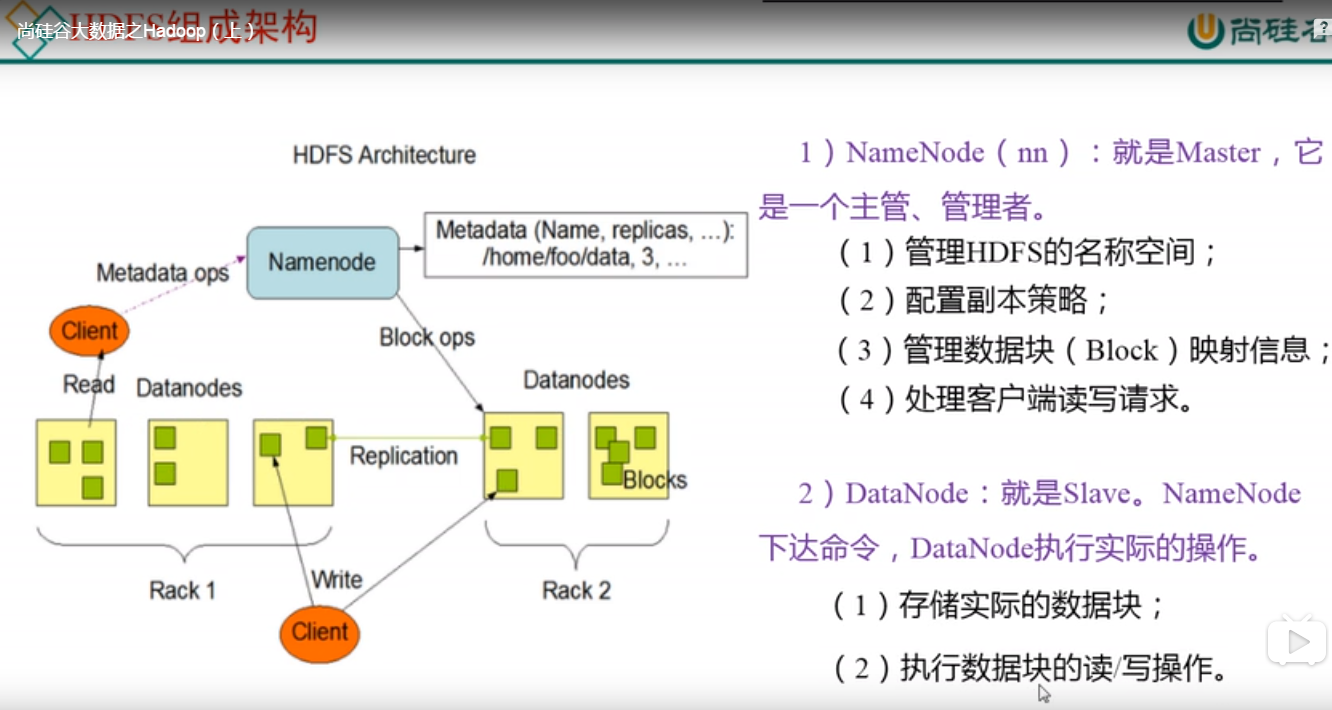 HDFS组成架构
尚硅谷大数据之Hadoop（上）
尚硅谷
?
HDFS Architecture
Metadata (Name, replicas, …):
/home/foo/data, 3, …
Namenode
Metadata ops
Client
Block ops
Read
Datanodes
Datanodes
Replication
Blocks
Rack 1
Write
Rack 2
Client
1）NameNode（nn）：就是Master，它
是一个主管、管理者。
（1）管理HDFS的名称空间；
（2）配置副本策略；
（3）管理数据块（Block）映射信息；
（4）处理客户端读写请求。
2）DataNode：就是Slave。NameNode
下达命令，DataNode执行实际的操作。
（1）存储实际的数据块；
（2）执行数据块的读/写操作。